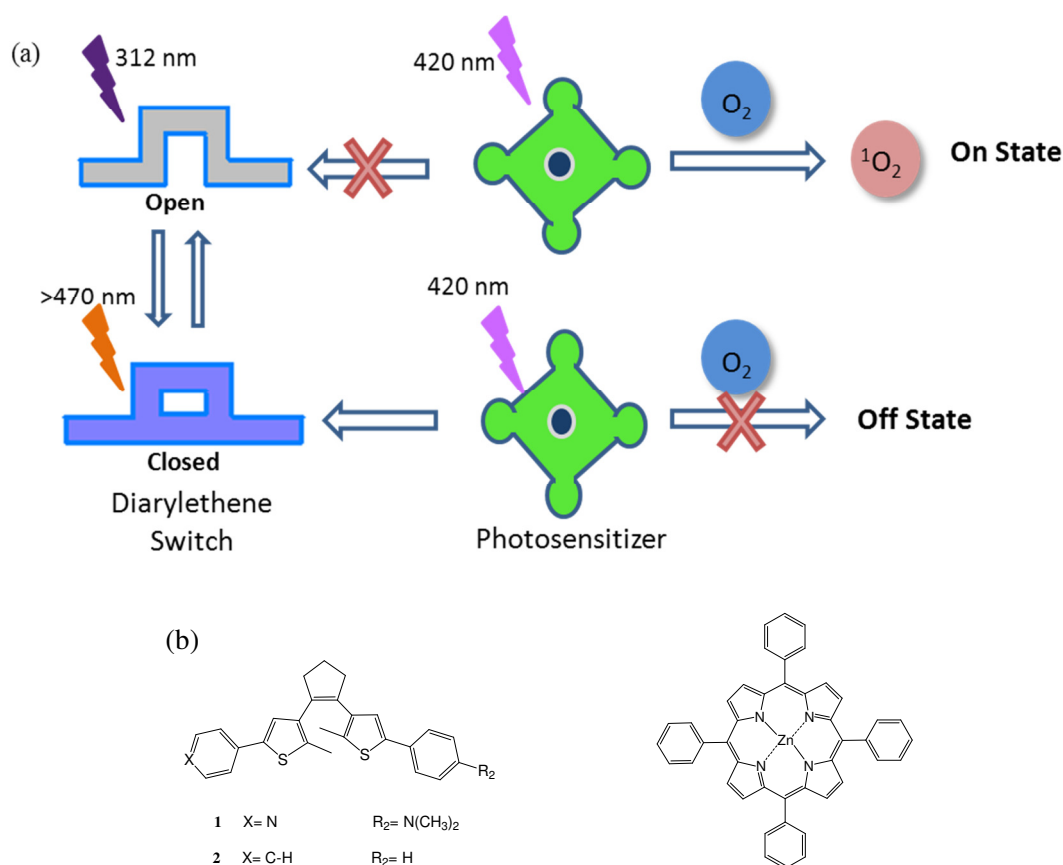 (a)
312 nm
420 nm
O₂
¹O₂
On State
Open
>470 nm
420 nm
O₂
Off State
Closed
Diarylethene
Switch
Photosensitizer
(b)
X
S
S
R₂
N
N
Zn
N
N
1 X= N R₂= N(CH₃)₂
2 X= C-H R₂= H